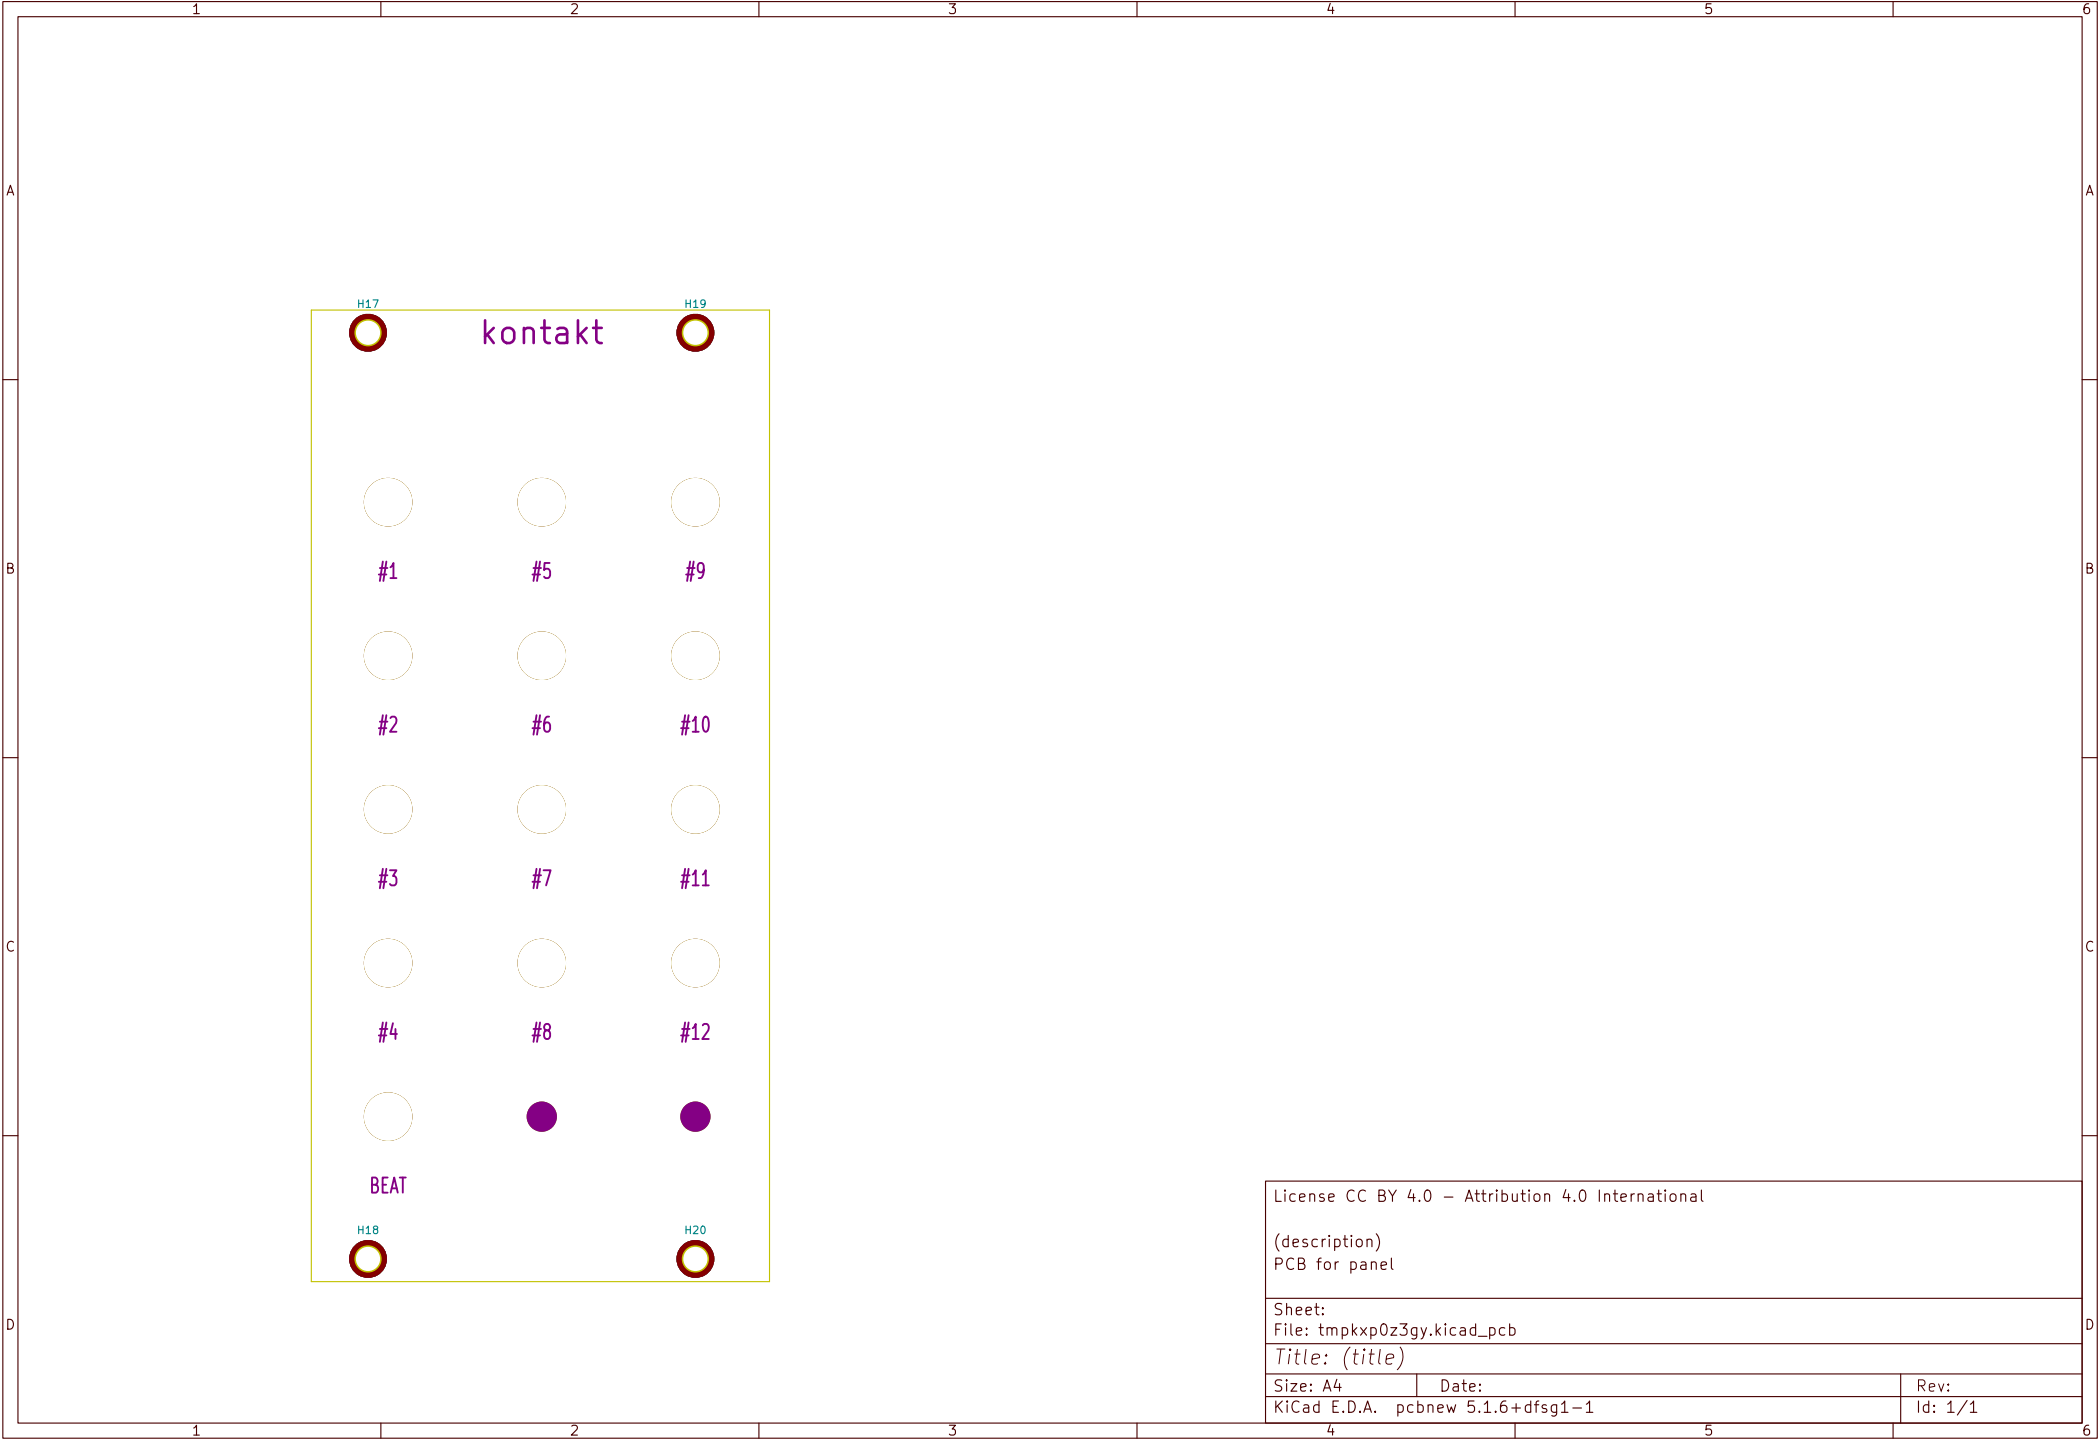 1 2 3 4 5 6
A A
H17 H19
kontakt
#1 #5 #9
B B
#2 #6 #10
#3 #7 #11
C C
#4 #8 #12
BEAT
H18 H20
License CC BY 4.0 - Attribution 4.0 International
(description)
PCB for panel
Sheet:
File: tmpkxp0z3gy.kicad_pcb
D D
Title: (title)
Size: A4 Date: Rev:
KiCad E.D.A. pcbnew 5.1.6+dfsg1-1 Id: 1/1
1 2 3 4 5 6